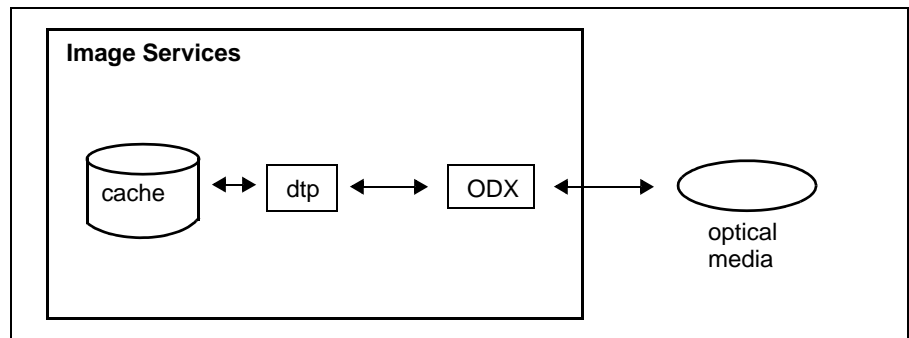 Image Services
cache
dtp
ODX
optical
media